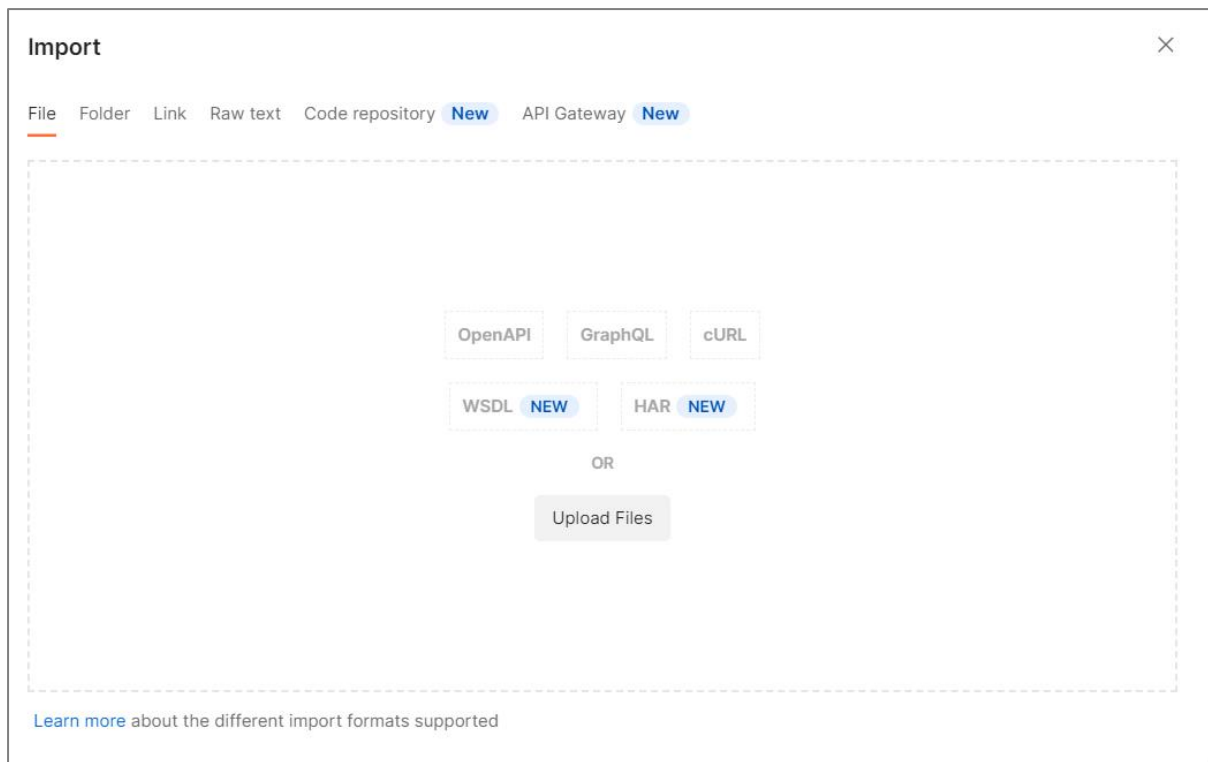 Import
File Folder Link Raw text Code repository New API Gateway New
OpenAPI GraphQL cURL
WSDL NEW HAR NEW
OR
Upload Files
Learn more about the different import formats supported